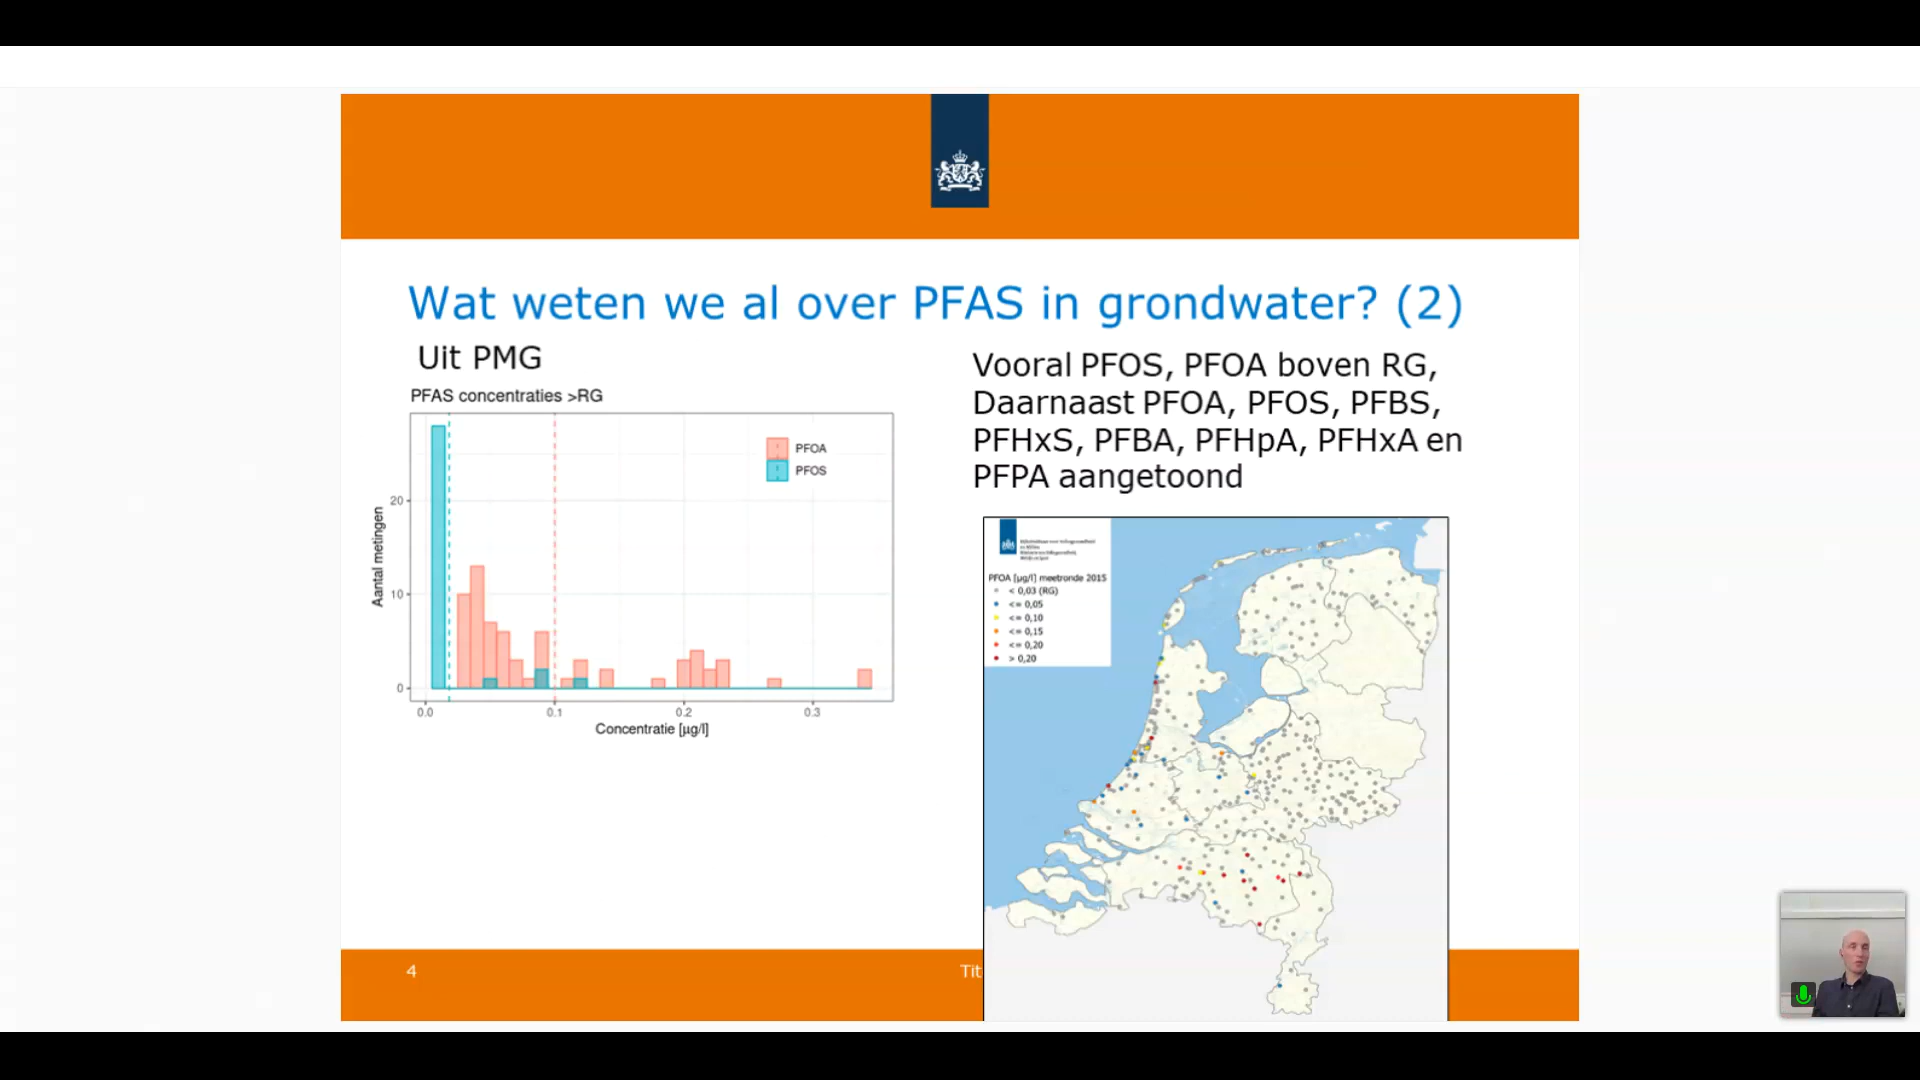 Wat weten we al over PFAS in grondwater? (2)
Uit PMG
PFAS concentraties >RG
PFOA
PFOS
Aantal metingen
20
10
0
0.0
0.1
0.2
0.3
Concentratie [µg/l]
Vooral PFOS, PFOA boven RG,
Daarnaast PFOA, PFOS, PFBS,
PFHxS, PFBA, PFHpA, PFHxA en
PFPA aangetoond
PFOA [µg/l] meetronde 2015
< 0,03 (RG)
<= 0,05
<= 0,10
<= 0,15
<= 0,20
> 0,20
4
Tit